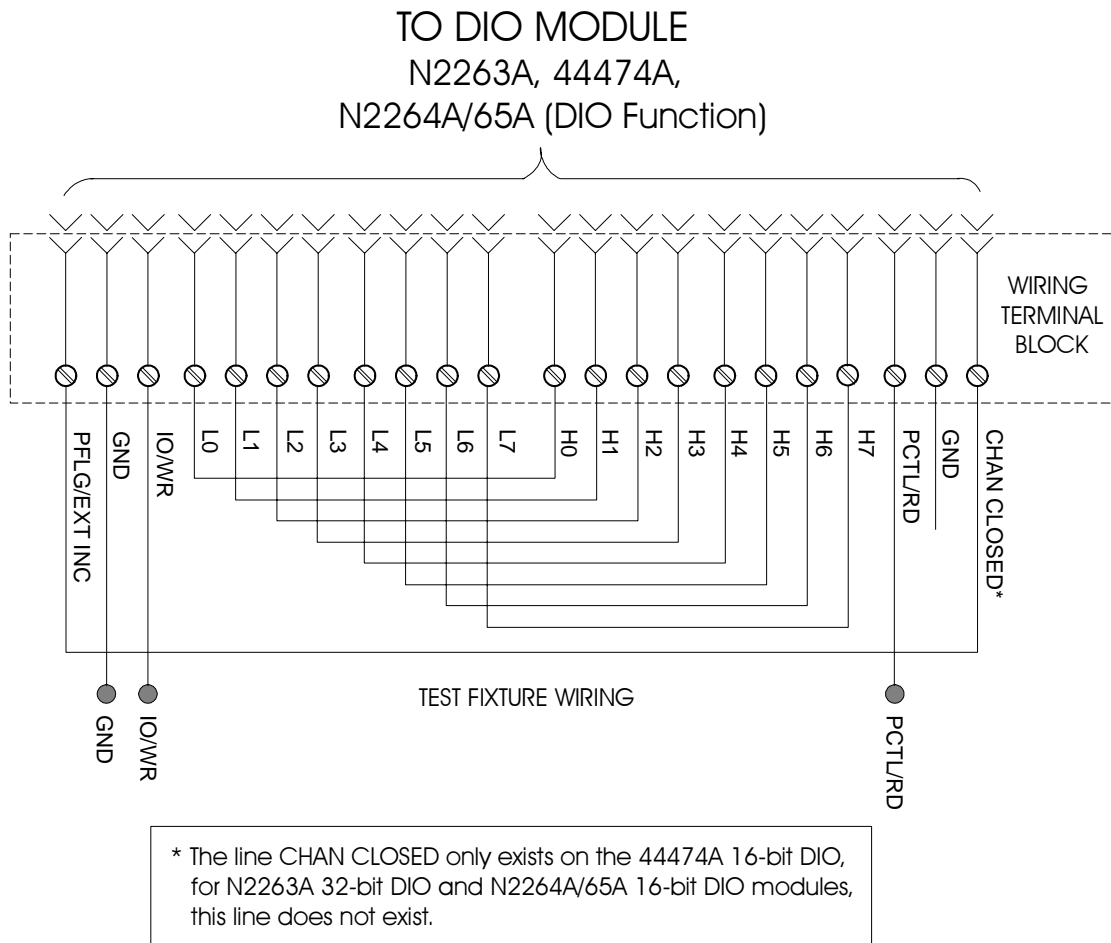 TO DIO MODULE
N2263A, 44474A,
N2264A/65A (DIO Function)
WIRING
TERMINAL
BLOCK
PFLG/EXT INC
GND
IO/WR
L0
L1
L2
L3
L4
L5
L6
L7
H0
H1
H2
H3
H4
H5
H6
H7
PCTL/RD
GND
CHAN CLOSED*
TEST FIXTURE WIRING
GND
IO/WR
PCTL/RD
* The line CHAN CLOSED only exists on the 44474A 16-bit DIO,
for N2263A 32-bit DIO and N2264A/65A 16-bit DIO modules,
this line does not exist.